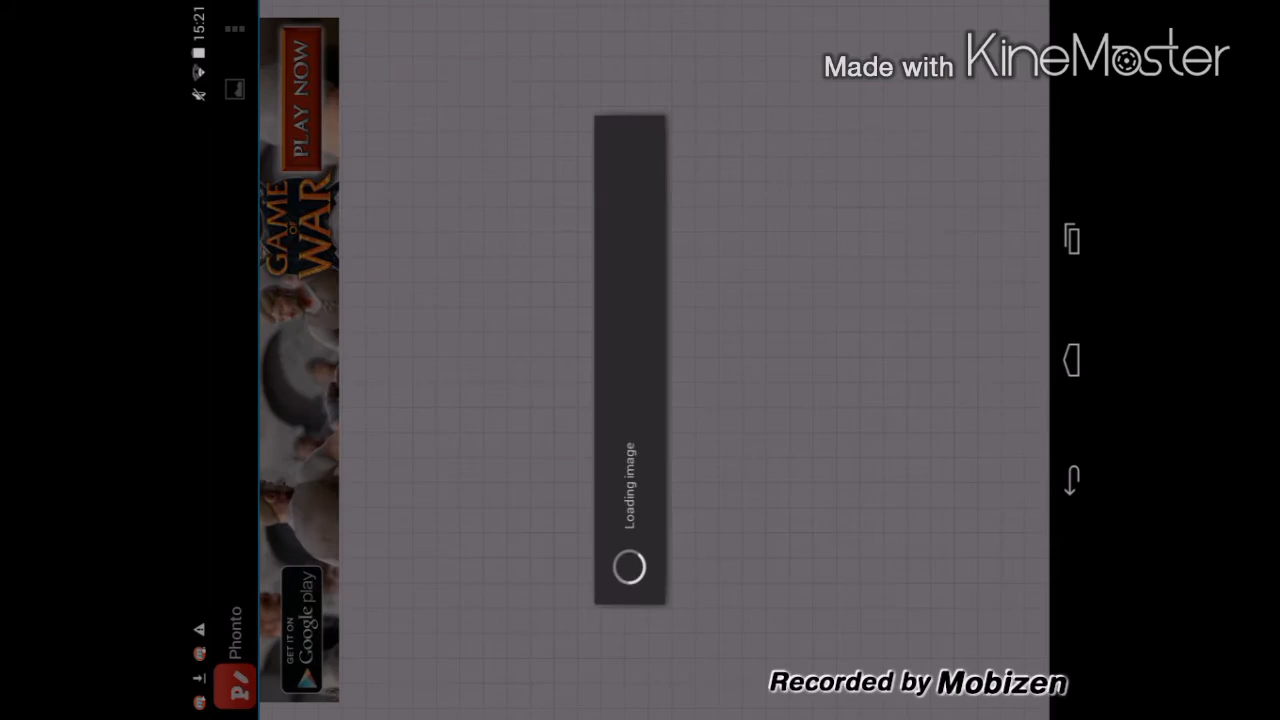 15:21
Phonto
GET IT ON
Google play
GAME
OF
WAR
PLAY NOW
Loading image
Made with KineMaster
Recorded by Mobizen